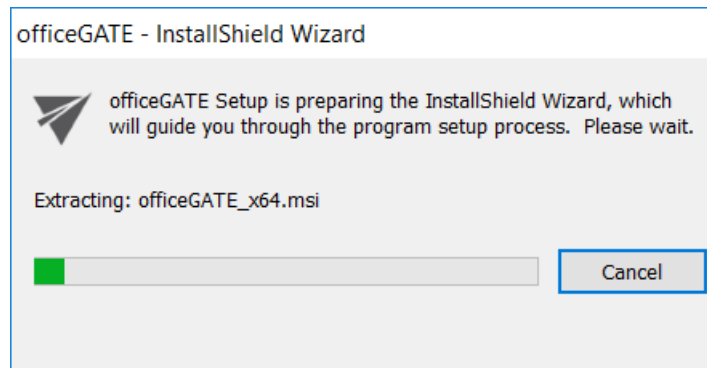 officeGATE - InstallShield Wizard
officeGATE Setup is preparing the InstallShield Wizard, which
will guide you through the program setup process.  Please wait.
Extracting: officeGATE_x64.msi
Cancel